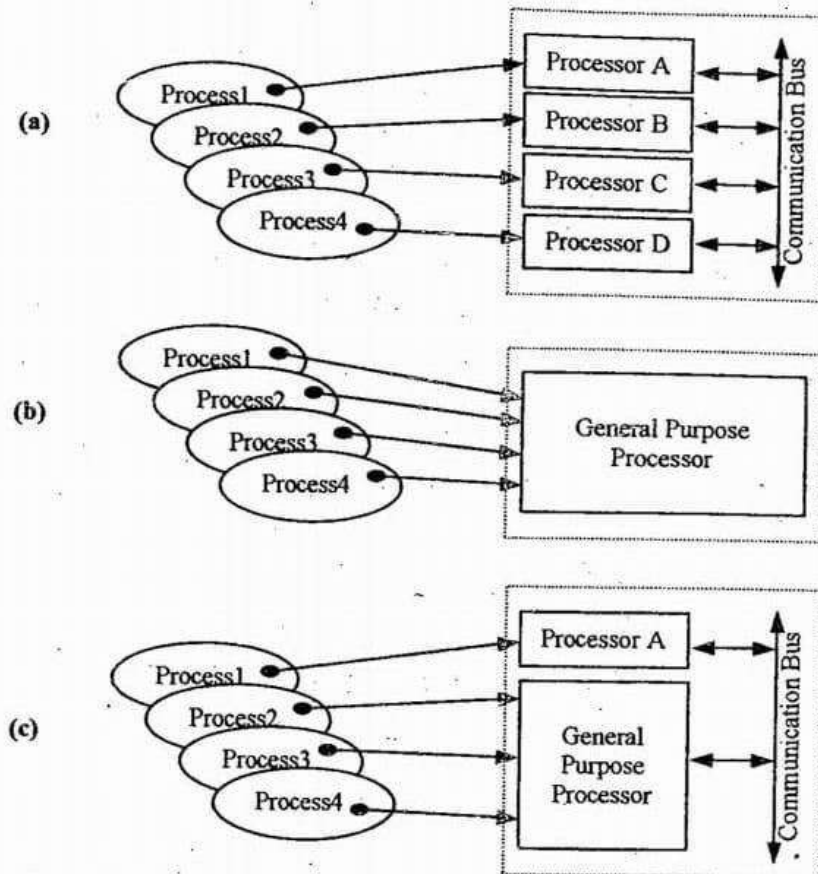 (a)
Process1
Process2
Process3
Process4
Processor A
Processor B
Processor C
Processor D
Communication Bus
(b)
Process1
Process2
Process3
Process4
General Purpose
Processor
(c)
Process1
Process2
Process3
Process4
Processor A
General
Purpose
Processor
Communication Bus